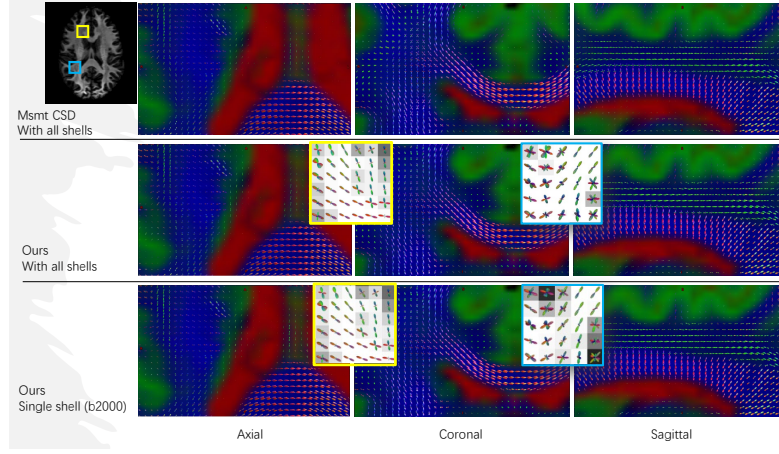 Msmt CSD
With all shells
Ours
With all shells
Ours
Single shell (b2000)
Axial
Coronal
Sagittal